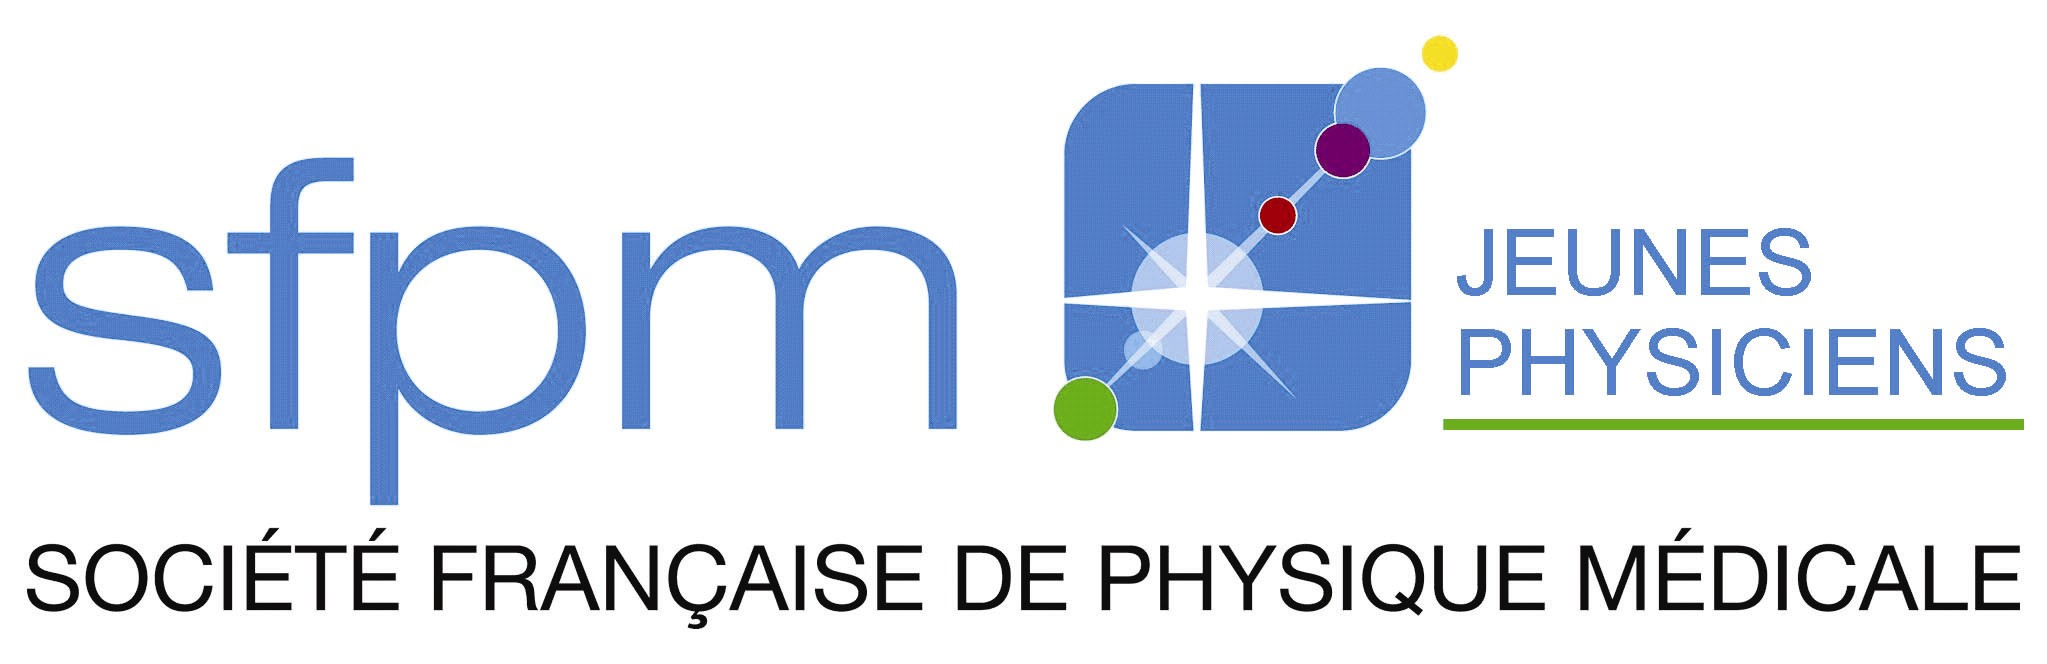 sfpm
JEUNES
PHYSICIENS
SOCIÉTÉ FRANÇAISE DE PHYSIQUE MÉDICALE